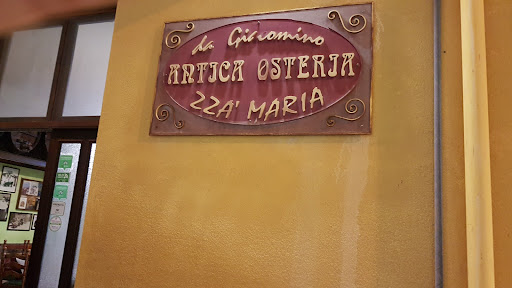 da Giacomino
ANTICA OSTERIA
ZZA' MARIA